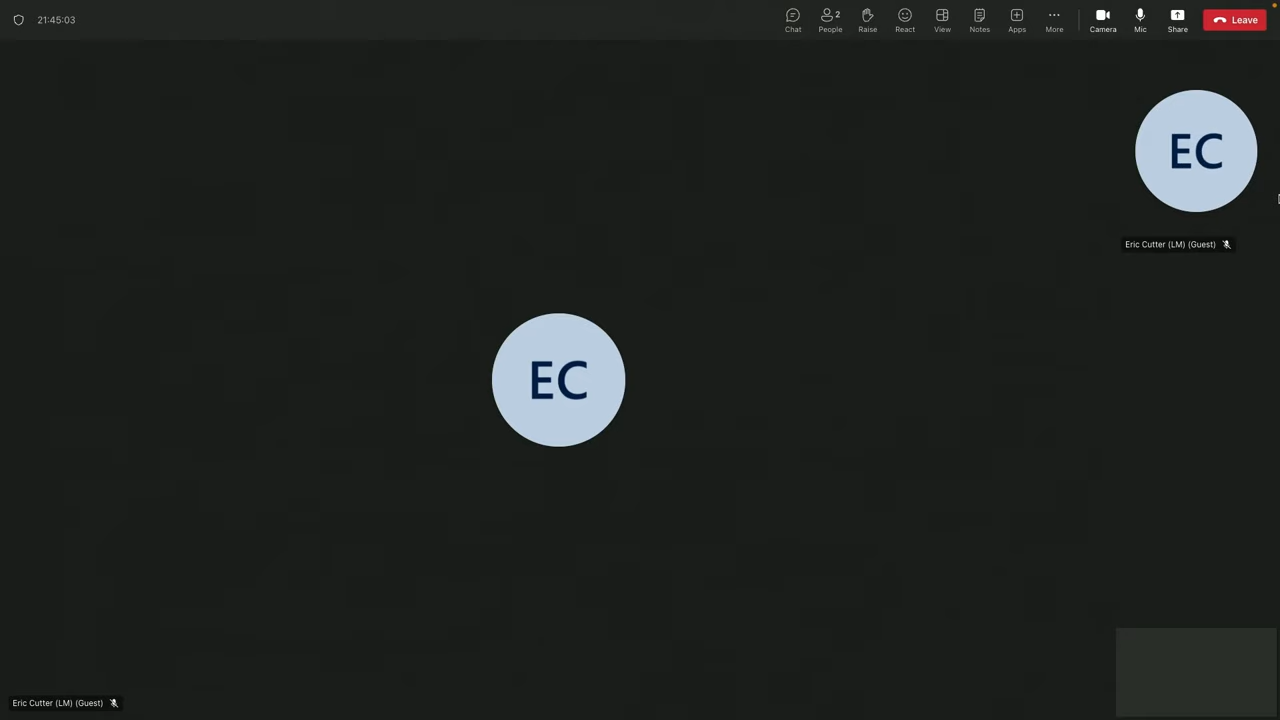 21:45:03
Chat
People 2
Raise
React
View
Notes
Apps
More
Camera
Mic
Share
Leave
EC
Eric Cutter (LM) (Guest)
EC
Eric Cutter (LM) (Guest)